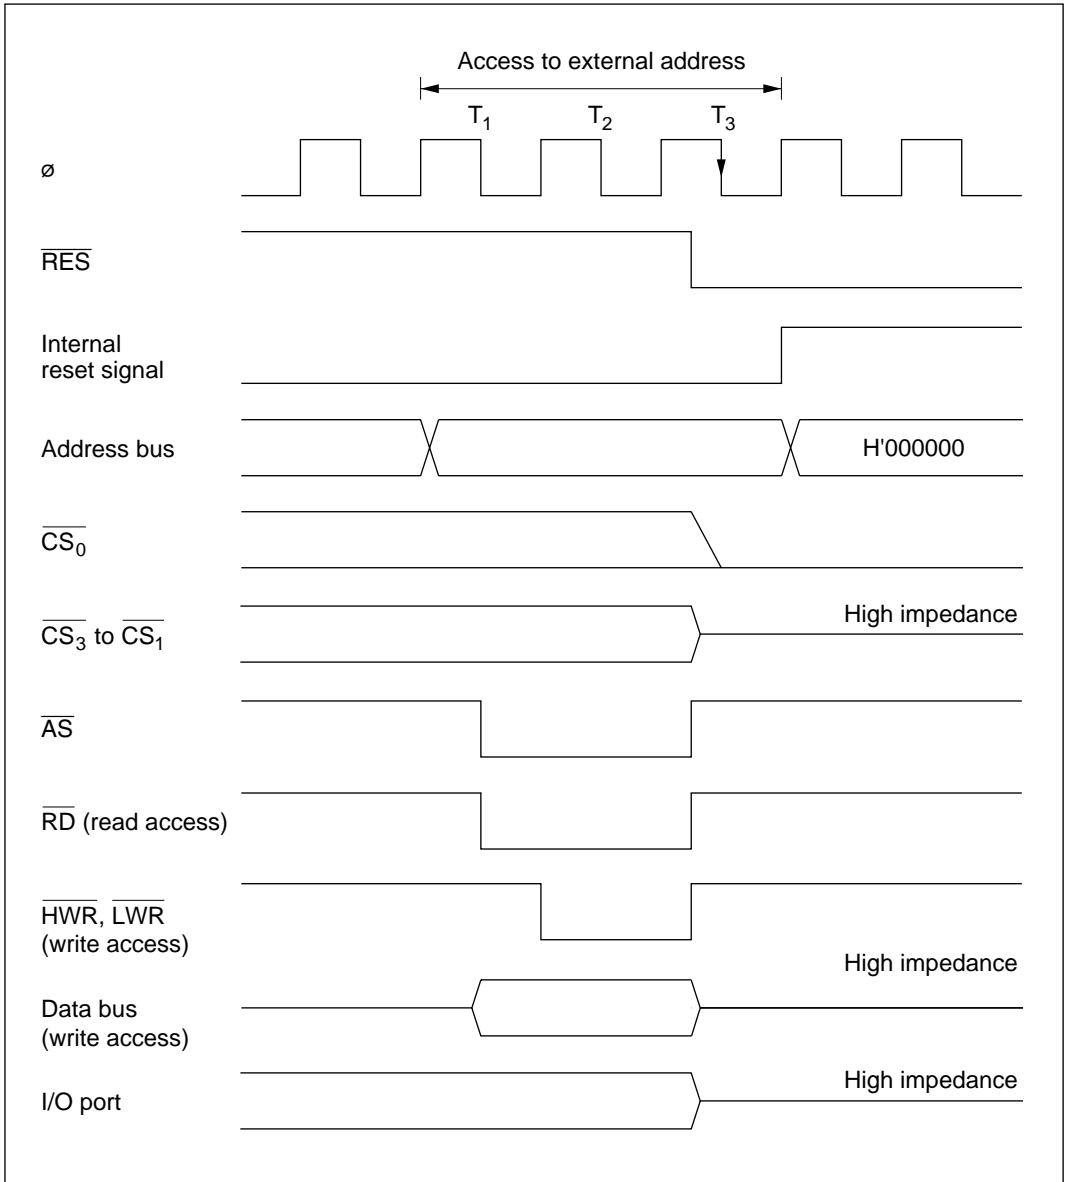 Access to external address
T1 T2 T3
ø
RES
Internal
reset signal
Address bus
H'000000
CS0
CS3 to CS1
High impedance
AS
RD (read access)
HWR, LWR
(write access)
High impedance
Data bus
(write access)
High impedance
I/O port